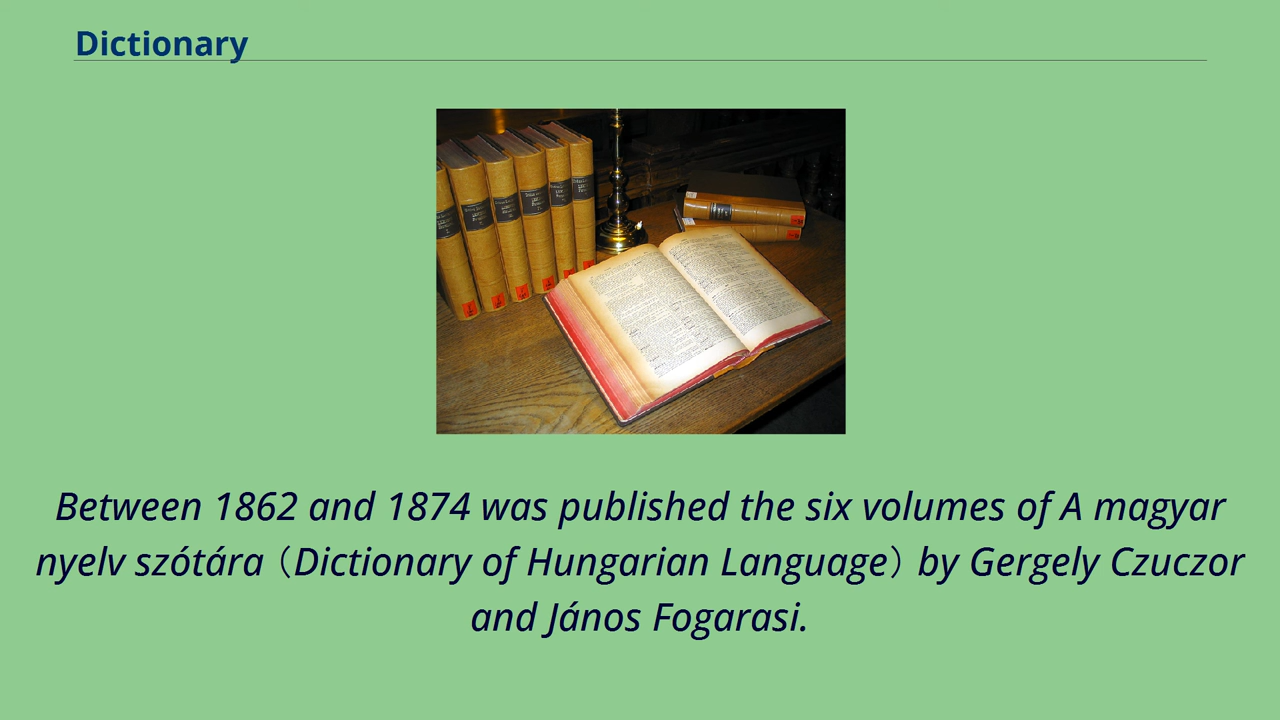 Dictionary
Between 1862 and 1874 was published the six volumes of A magyar
nyelv szótára（Dictionary of Hungarian Language）by Gergely Czuczor
and János Fogarasi.